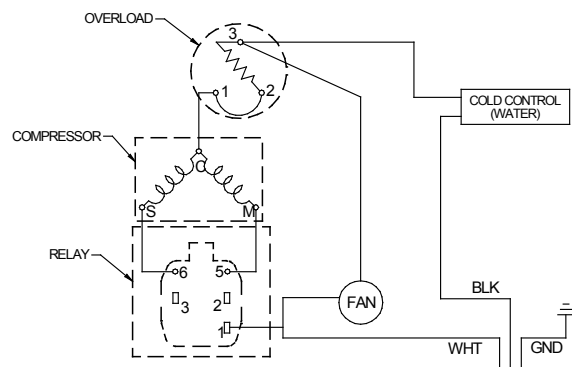 OVERLOAD
3
1
2
COLD CONTROL
(WATER)
COMPRESSOR
C
S
M
RELAY
6
5
3
2
1
FAN
BLK
WHT
GND